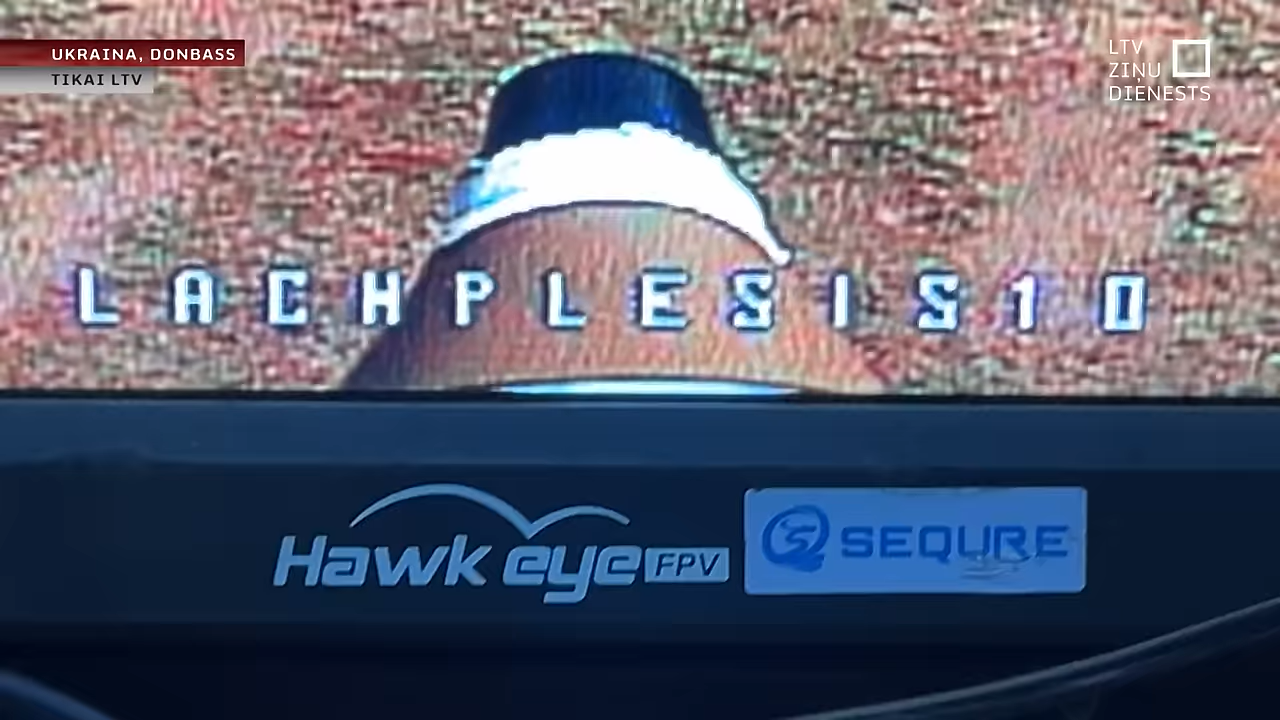 UKRAINA, DONBASS
TIKAI LTV
LTV
ZIŅU
DIENESTS
LACHPLESIS10
Hawk eye FPV
SEQURE